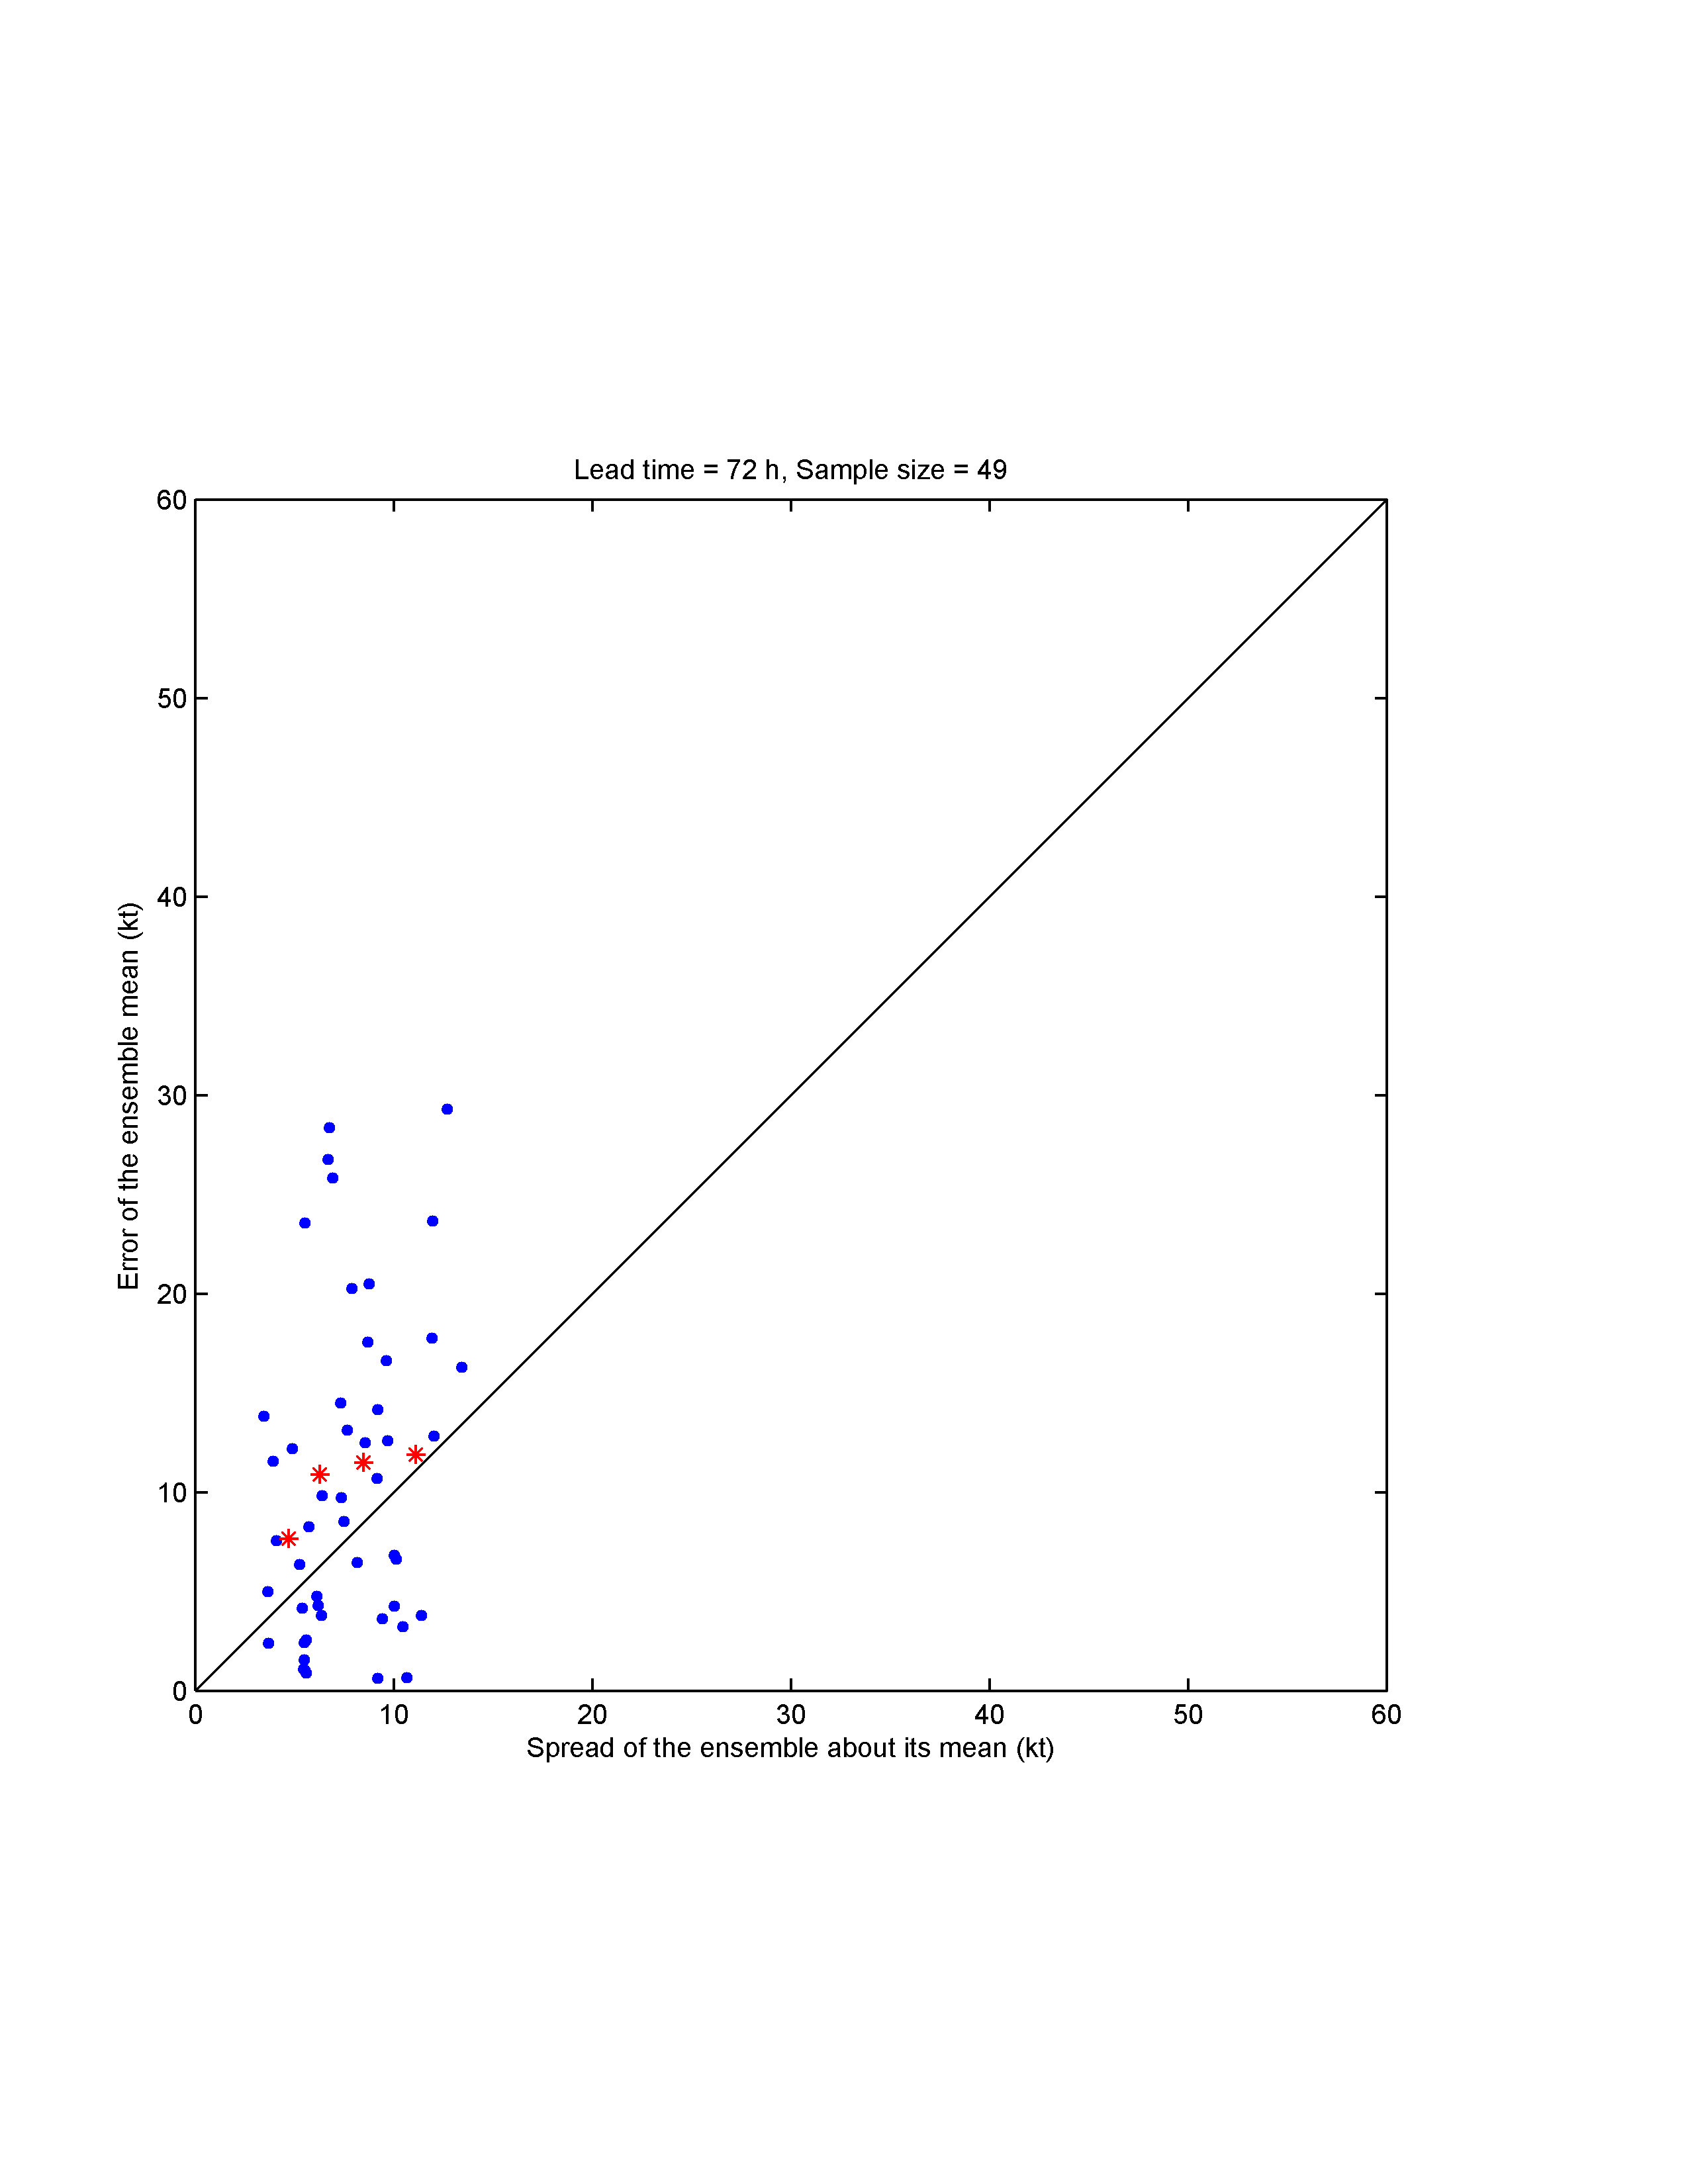 Lead time = 72 h, Sample size = 49
60
50
40
30
20
10
0
Error of the ensemble mean (kt)
0 10 20 30 40 50 60
Spread of the ensemble about its mean (kt)